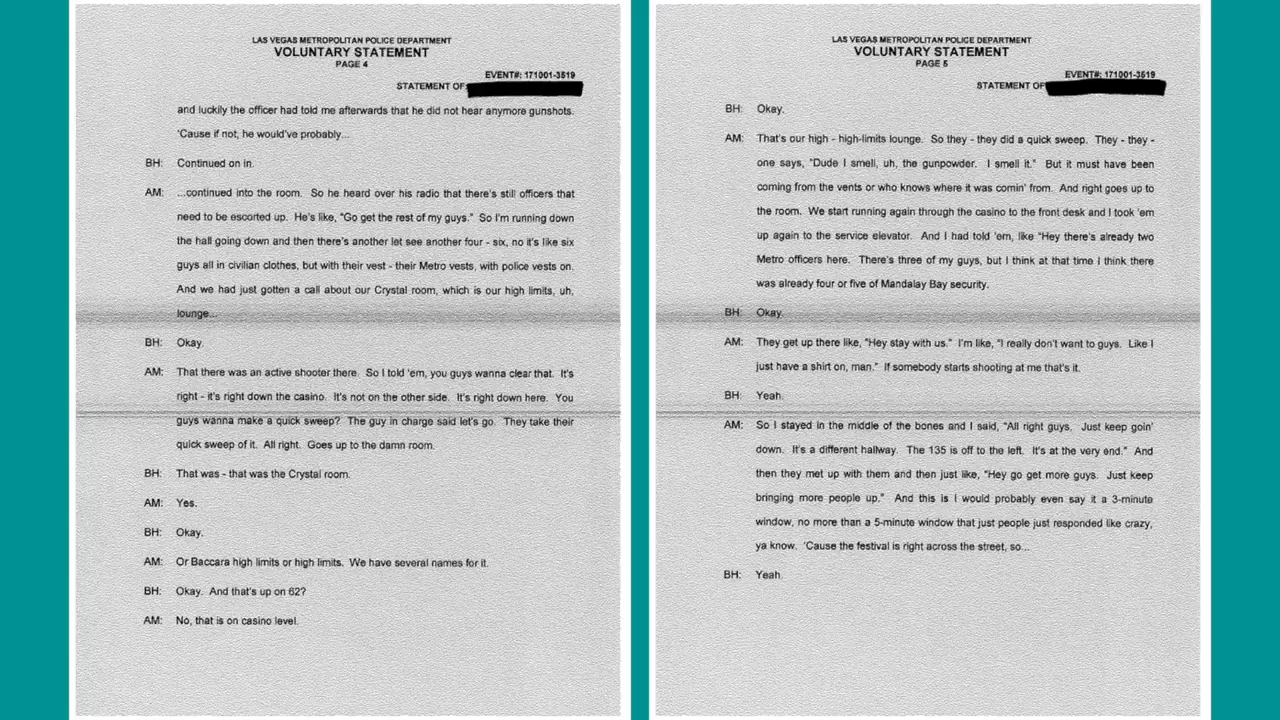 LAS VEGAS METROPOLITAN POLICE DEPARTMENT
VOLUNTARY STATEMENT
PAGE 4
EVENT#: 171001-3519
STATEMENT OF:
and luckily the officer had told me afterwards that he did not hear anymore gunshots.
'Cause if not, he would've probably...
BH: Continued on in.
AM: ...continued into the room. So he heard over his radio that there's still officers that
need to be escorted up. He's like, "Go get the rest of my guys." So I'm running down
the hall going down and then there's another let see another four - six, no it's like six
guys all in civilian clothes, but with their vest - their Metro vests, with police vests on.
And we had just gotten a call about our Crystal room, which is our high limits, uh,
lounge...
BH: Okay.
AM: That there was an active shooter there. So I told 'em, you guys wanna clear that. It's
right - it's right down the casino. It's not on the other side. It's right down here. You
guys wanna make a quick sweep? The guy in charge said let's go. They take their
quick sweep of it. All right. Goes up to the damn room.
BH: That was - that was the Crystal room.
AM: Yes.
BH: Okay.
AM: Or Baccara high limits or high limits. We have several names for it.
BH: Okay. And that's up on 62?
AM: No, that is on casino level.
LAS VEGAS METROPOLITAN POLICE DEPARTMENT
VOLUNTARY STATEMENT
PAGE 5
EVENT#: 171001-3519
STATEMENT OF
BH: Okay.
AM: That's our high - high-limits lounge. So they - they did a quick sweep. They - they -
one says, "Dude I smell, uh, the gunpowder. I smell it." But it must have been
coming from the vents or who knows where it was comin' from. And right goes up to
the room. We start running again through the casino to the front desk and I took 'em
up again to the service elevator. And I had told 'em, like "Hey there's already two
Metro officers here. There's three of my guys, but I think at that time I think there
was already four or five of Mandalay Bay security.
BH: Okay.
AM: They get up there like, "Hey stay with us." I'm like, "I really don't want to guys. Like I
just have a shirt on, man." If somebody starts shooting at me that's it.
BH: Yeah.
AM: So I stayed in the middle of the bones and I said, "All right guys. Just keep goin'
down. It's a different hallway. The 135 is off to the left. It's at the very end." And
then they met up with them and then just like, "Hey go get more guys. Just keep
bringing more people up." And this is I would probably even say it a 3-minute
window, no more than a 5-minute window that just people just responded like crazy,
ya know. 'Cause the festival is right across the street, so...
BH: Yeah.